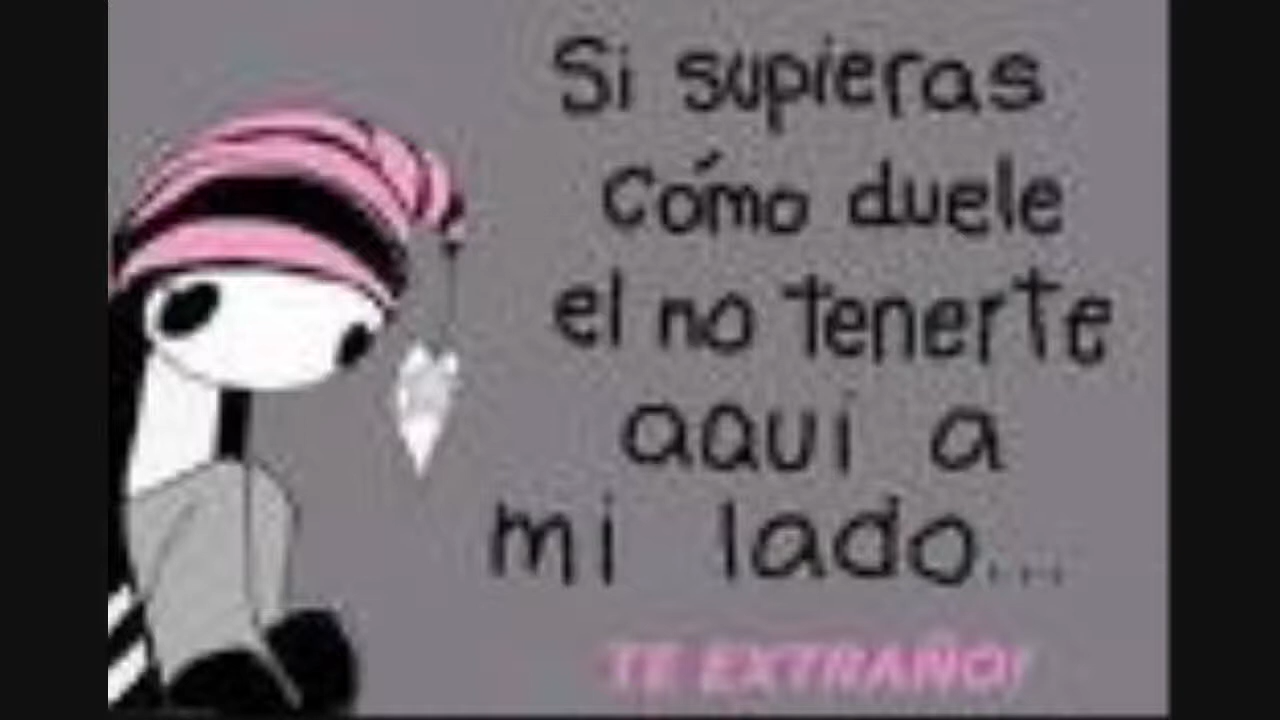 Si supieras
Cómo duele
el no tenerte
aqui a
mi lado...
TE EXTRAÑO!